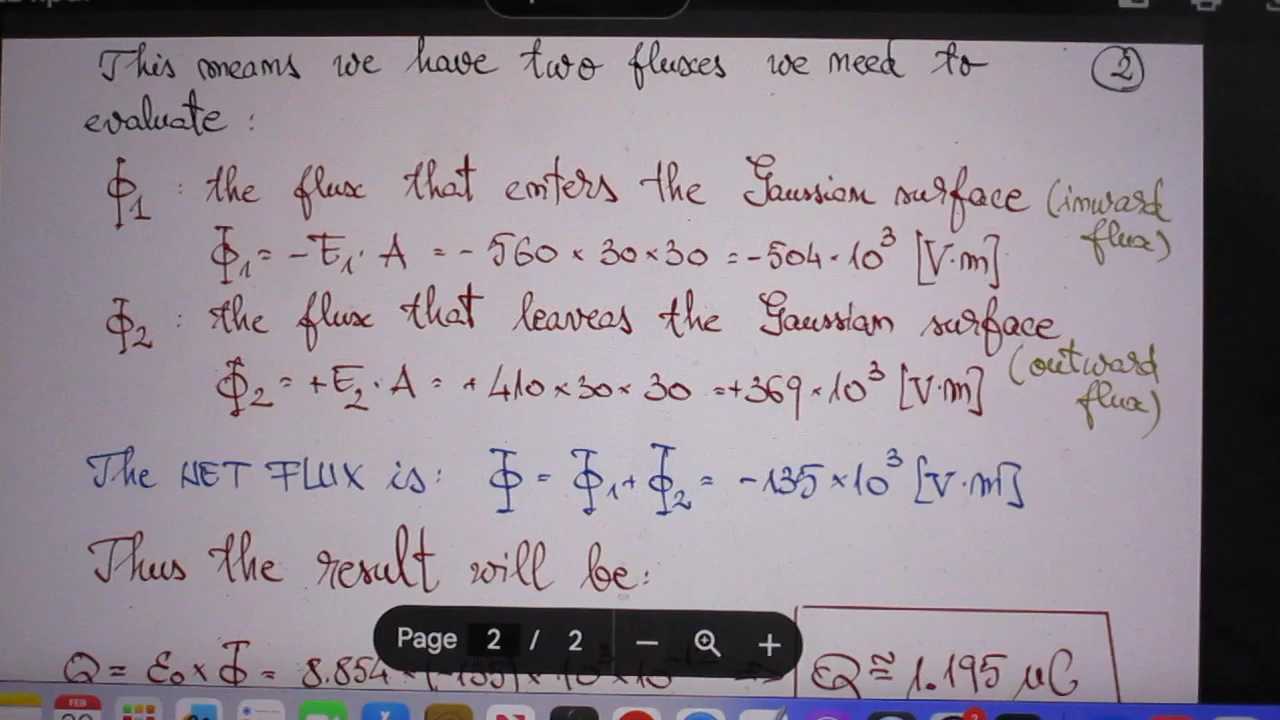 This means we have two fluxes we need to
②
evaluate :
Φ₁ : the flux that enters the Gaussian surface (inward flux)
Φ₁ = -E₁· A = - 560 × 30 × 30 = -504 · 10³ [V·m]
Φ₂ : the flux that leaveas the Gaussian surface
(outward flux)
Φ₂ = +E₂ · A = + 410 × 30 × 30 = +369 × 10³ [V·m]
The NET FLUX is: Φ = Φ₁ + Φ₂ = -135 × 10³ [V·m]
Thus the result will be:
Page 2 / 2 — +
Q = ε₀ × Φ = 8.854
Q ≅ 1.195 µC
FEB